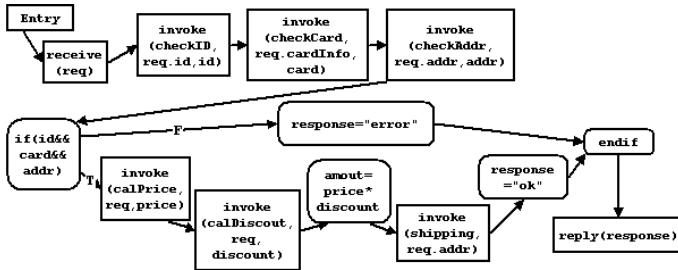 Entry
receive
(req)
invoke
(checkID,
req.id,id)
invoke
(checkCard,
req.cardInfo,
card)
invoke
(checkAddr,
req.addr,addr)
if(id&&
card&&
addr)
F
response="error"
endif
T
invoke
(calPrice,
req,price)
invoke
(calDiscout,
req,
discount)
amout=
price*
discount
invoke
(shipping,
req.addr)
response
="ok"
reply(response)